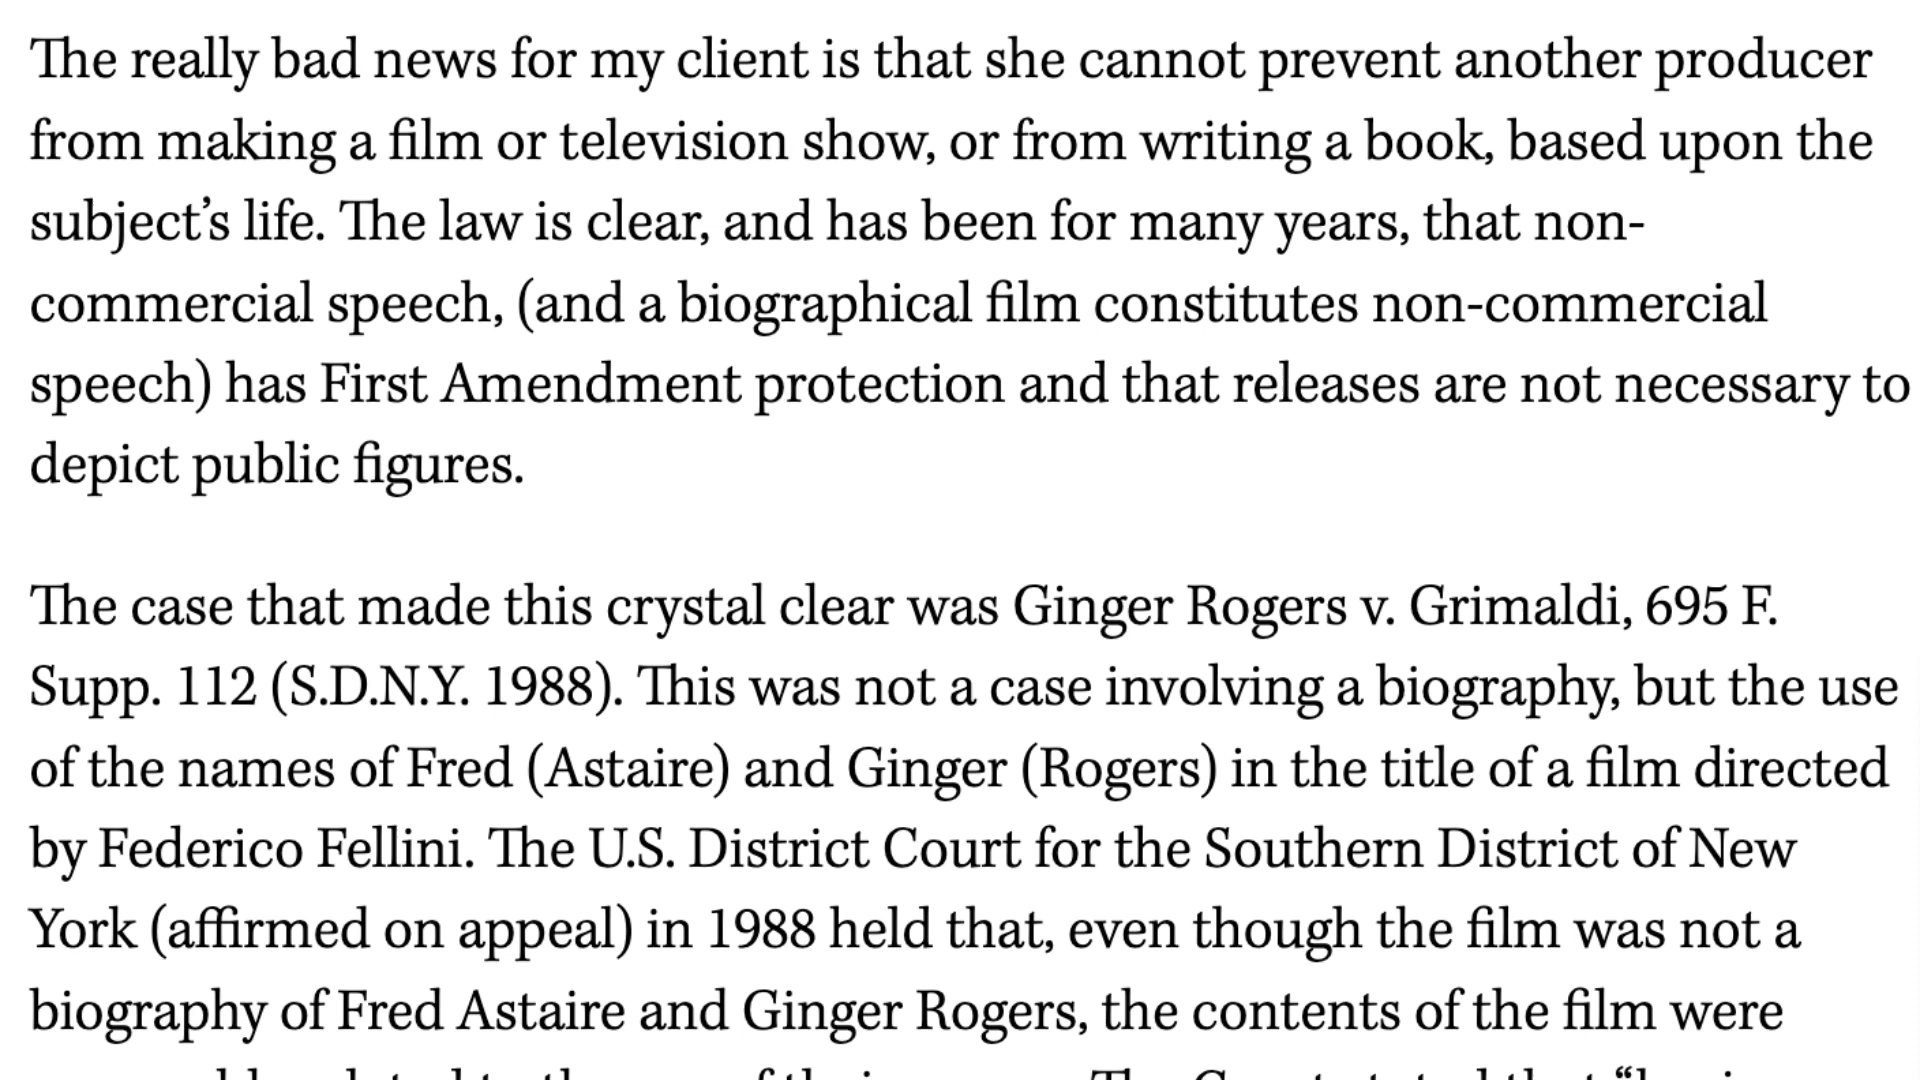 The really bad news for my client is that she cannot prevent another producer
from making a film or television show, or from writing a book, based upon the
subject’s life. The law is clear, and has been for many years, that non-
commercial speech, (and a biographical film constitutes non-commercial
speech) has First Amendment protection and that releases are not necessary to
depict public figures.
The case that made this crystal clear was Ginger Rogers v. Grimaldi, 695 F.
Supp. 112 (S.D.N.Y. 1988). This was not a case involving a biography, but the use
of the names of Fred (Astaire) and Ginger (Rogers) in the title of a film directed
by Federico Fellini. The U.S. District Court for the Southern District of New
York (affirmed on appeal) in 1988 held that, even though the film was not a
biography of Fred Astaire and Ginger Rogers, the contents of the film were